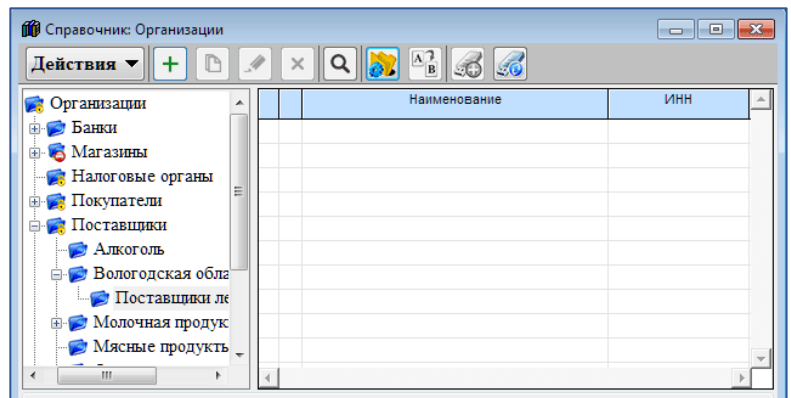 Справочник: Организации
Действия
Организации
Банки
Магазины
Налоговые органы
Покупатели
Поставщики
Алкоголь
Вологодская обла
Поставщики ле
Молочная продук
Мясные продукты
Наименование
ИНН